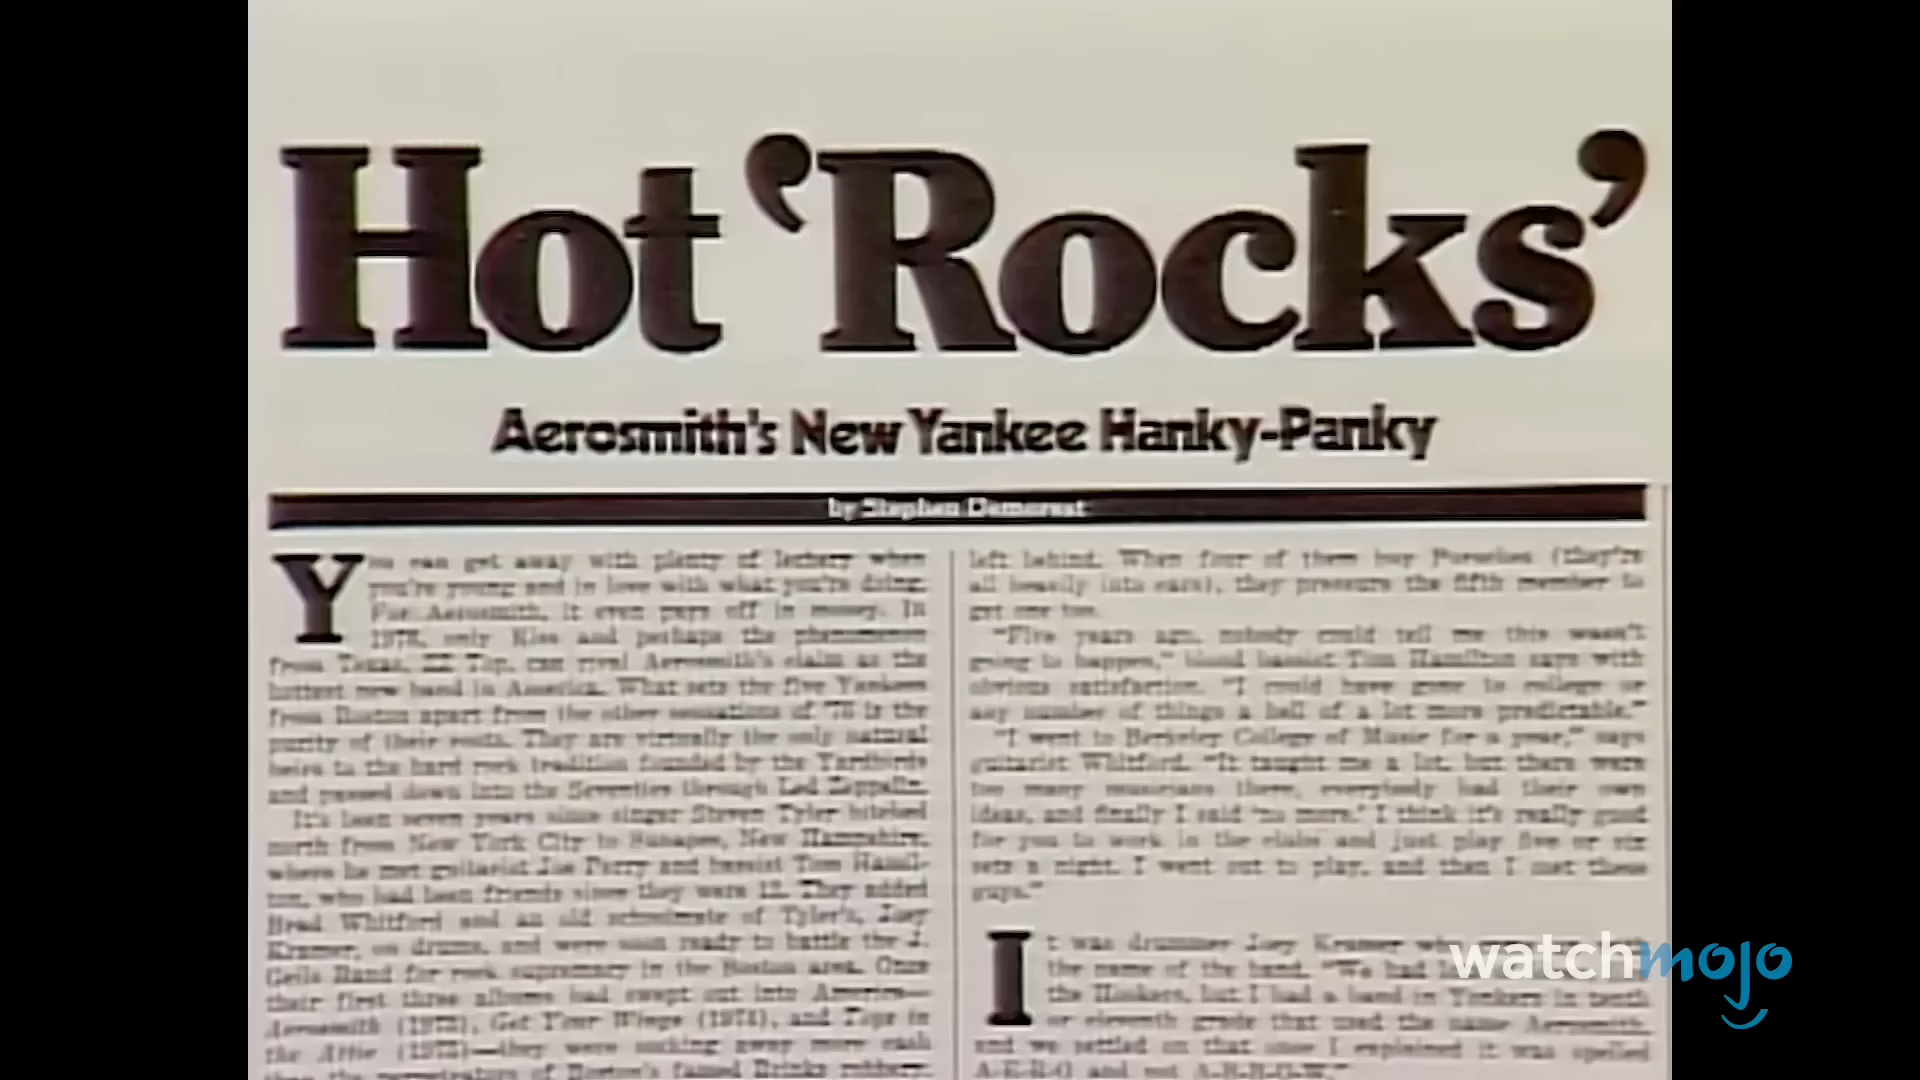 Hot ‘Rocks’
Aerosmith's New Yankee Hanky-Panky
by Stephen Demorest
You can get away with plenty of lechery when
you're young and in love with what you're doing.
For Aerosmith, it even pays off in money. In
1976, only Kiss and perhaps the phenomenon
from Texas, ZZ Top, can rival Aerosmith's claim as the
hottest new band in America. What sets the five Yankees
from Boston apart from the other sensations of '76 is the
purity of their roots. They are virtually the only natural
heirs to the hard rock tradition founded by the Yardbirds
and passed down into the Seventies through Led Zeppelin.
It's been seven years since singer Steven Tyler hitched
north from New York City to Sunapee, New Hampshire,
where he met guitarist Joe Perry and bassist Tom Hamil-
ton, who had been friends since they were 12. They added
Brad Whitford and an old schoolmate of Tyler's, Joey
Kramer, on drums, and were soon ready to battle the J.
Geils Band for rock supremacy in the Boston area. Once
their first three albums had swept out into America—
Aerosmith (1973), Get Your Wings (1974), and Toys in
the Attic (1975)—they were socking away more cash
than the perpetrators of Boston's famed Brinks robbery.
left behind. When four of them buy Porsches (they're
all heavily into cars), they pressure the fifth member to
get one too.
"Five years ago, nobody could tell me this wasn't
going to happen," blond bassist Tom Hamilton says with
obvious satisfaction. "I could have gone to college or
any number of things a hell of a lot more predictable."
"I went to Berkeley College of Music for a year," says
guitarist Whitford. "It taught me a lot, but there were
too many musicians there, everybody had their own
ideas, and finally I said 'no more.' I think it's really good
for you to work in the clubs and just play five or six
sets a night. I went out to play, and then I met these
guys."
It was drummer Joey Kramer
the name of the band. "We had
the Hookers, but I had a band in Yonkers in tenth
or eleventh grade that used the name Aerosmith,
and we settled on that once I explained it was spelled
A-E-R-O and not A-R-R-O-W."
watchmojo